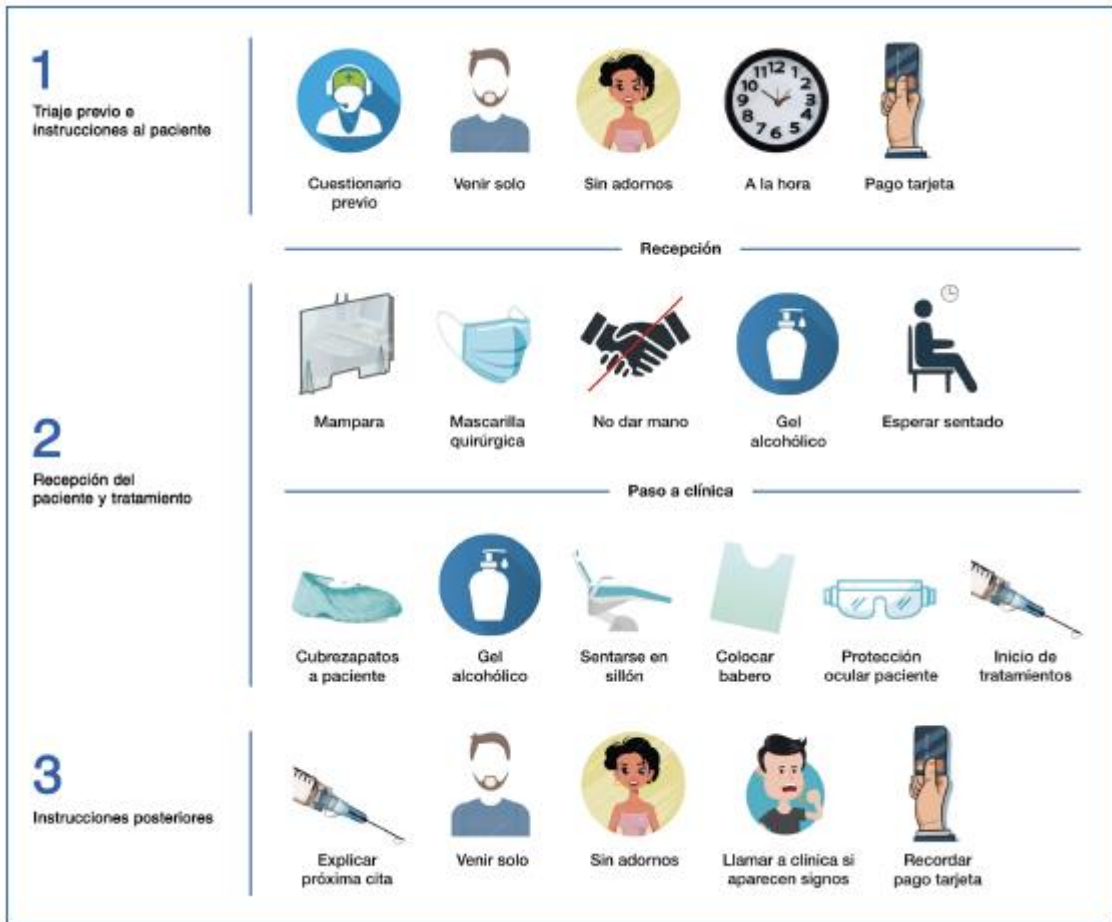 1
Triaje previo e
instrucciones al paciente
Cuestionario
previo
Venir solo
Sin adornos
A la hora
Pago tarjeta
Recepción
2
Recepción del
paciente y tratamiento
Mampara
Mascarilla
quirúrgica
No dar mano
Gel
alcohólico
Esperar sentado
Paso a clínica
Cubrezapatos
a paciente
Gel
alcohólico
Sentarse en
sillón
Colocar
babero
Protección
ocular paciente
Inicio de
tratamientos
3
Instrucciones posteriores
Explicar
próxima cita
Venir solo
Sin adornos
Llamar a clínica si
aparecen signos
Recordar
pago tarjeta